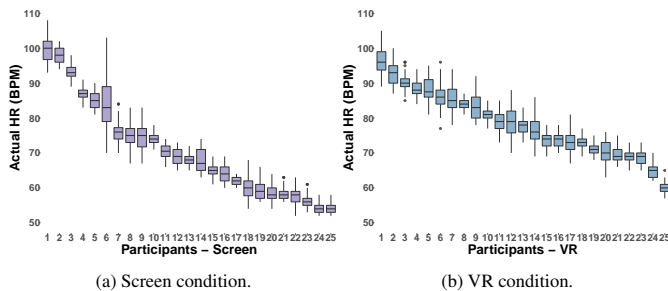 110
100
90
80
70
60
50
Actual HR (BPM)
1 2 3 4 5 6 7 8 9 10 11 12 13 14 15 16 17 18 19 20 21 22 23 24 25
Participants – Screen
(a) Screen condition.
110
100
90
80
70
60
50
Actual HR (BPM)
1 2 3 4 5 6 7 8 9 10 11 12 13 14 15 16 17 18 19 20 21 22 23 24 25
Participants – VR
(b) VR condition.